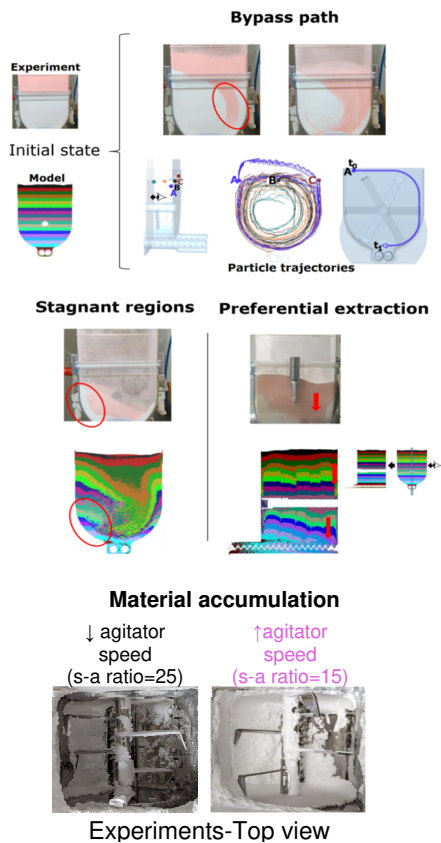 Bypass path
Experiment
Initial state
Model
A
B
C
A
B
C
t0
A
t1
Particle trajectories
Stagnant regions
Preferential extraction
Material accumulation
↓ agitator
speed
(s-a ratio=25)
↑agitator
speed
(s-a ratio=15)
Experiments-Top view